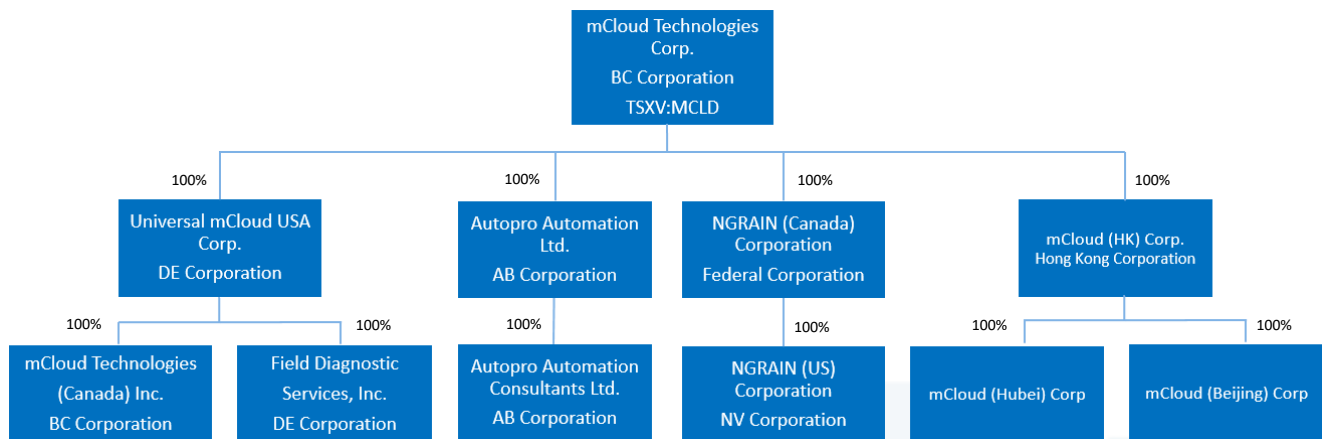 mCloud Technologies
Corp.
BC Corporation
TSXV:MCLD
100%
100%
100%
100%
Universal mCloud USA
Corp.
DE Corporation
Autopro Automation
Ltd.
AB Corporation
NGRAIN (Canada)
Corporation
Federal Corporation
mCloud (HK) Corp.
Hong Kong Corporation
100%
100%
100%
100%
100%
100%
mCloud Technologies
(Canada) Inc.
BC Corporation
Field Diagnostic
Services, Inc.
DE Corporation
Autopro Automation
Consultants Ltd.
AB Corporation
NGRAIN (US)
Corporation
NV Corporation
mCloud (Hubei) Corp
mCloud (Beijing) Corp